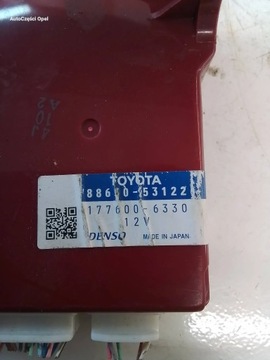 AutoCzęści Opel
TOYOTA
88650-53122
177600-6330
12V
DENSO MADE IN JAPAN